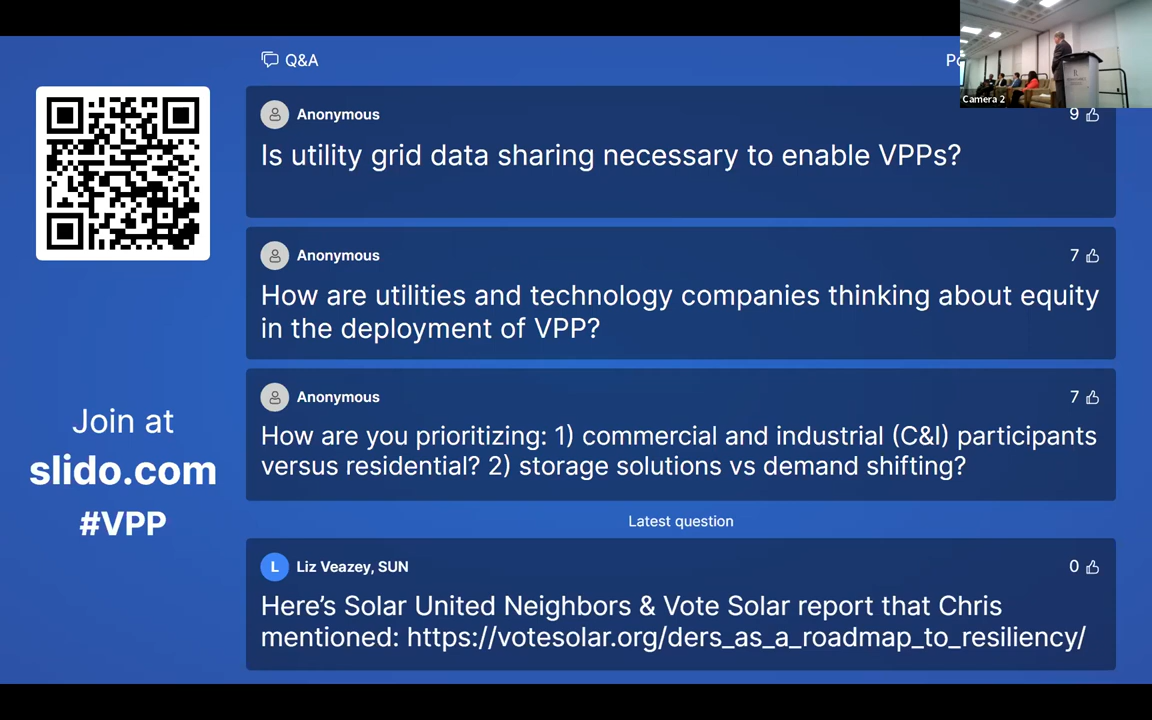 Q&A
Camera 2
Anonymous
9
Is utility grid data sharing necessary to enable VPPs?
Anonymous
7
How are utilities and technology companies thinking about equity
in the deployment of VPP?
Anonymous
7
How are you prioritizing: 1) commercial and industrial (C&I) participants
versus residential? 2) storage solutions vs demand shifting?
Join at
slido.com
#VPP
Latest question
L
Liz Veazey, SUN
0
Here’s Solar United Neighbors & Vote Solar report that Chris
mentioned: https://votesolar.org/ders_as_a_roadmap_to_resiliency/